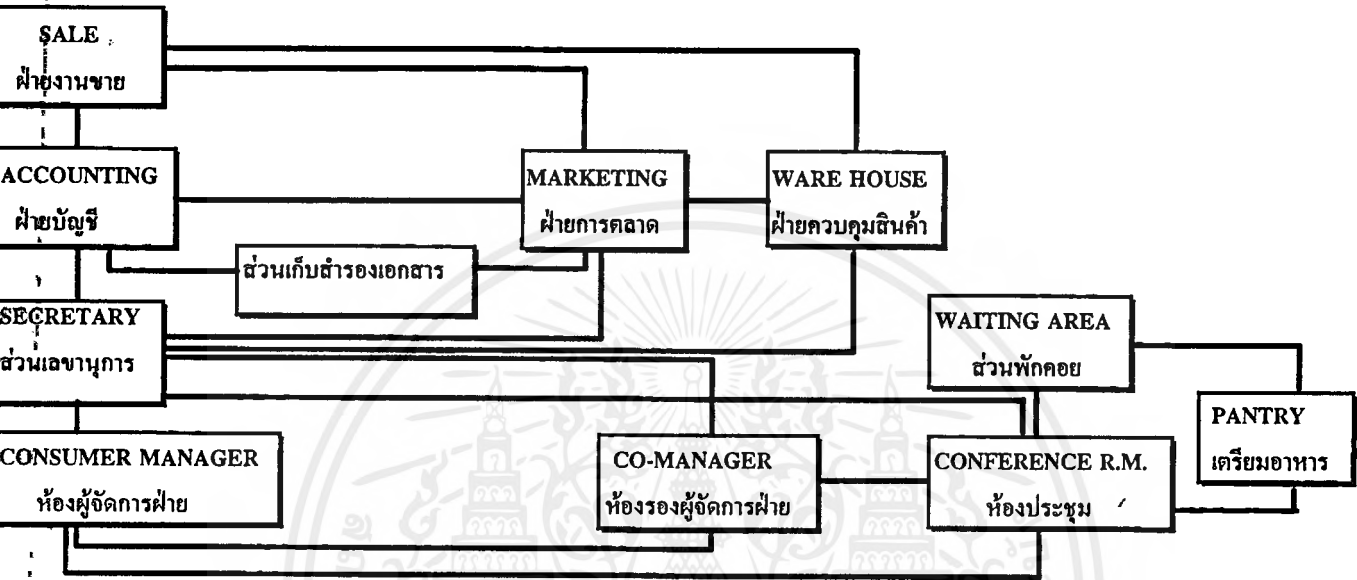 SALE
ฝ่ายงานขาย
ACCOUNTING
ฝ่ายบัญชี
MARKETING
ฝ่ายการตลาด
WARE HOUSE
ฝ่ายควบคุมสินค้า
ส่วนเก็บสำรองเอกสาร
SECRETARY
ส่วนเลขานุการ
WAITING AREA
ส่วนพักคอย
PANTRY
เตรียมอาหาร
CONSUMER MANAGER
ห้องผู้จัดการฝ่าย
CO-MANAGER
ห้องรองผู้จัดการฝ่าย
CONFERENCE R.M.
ห้องประชุม